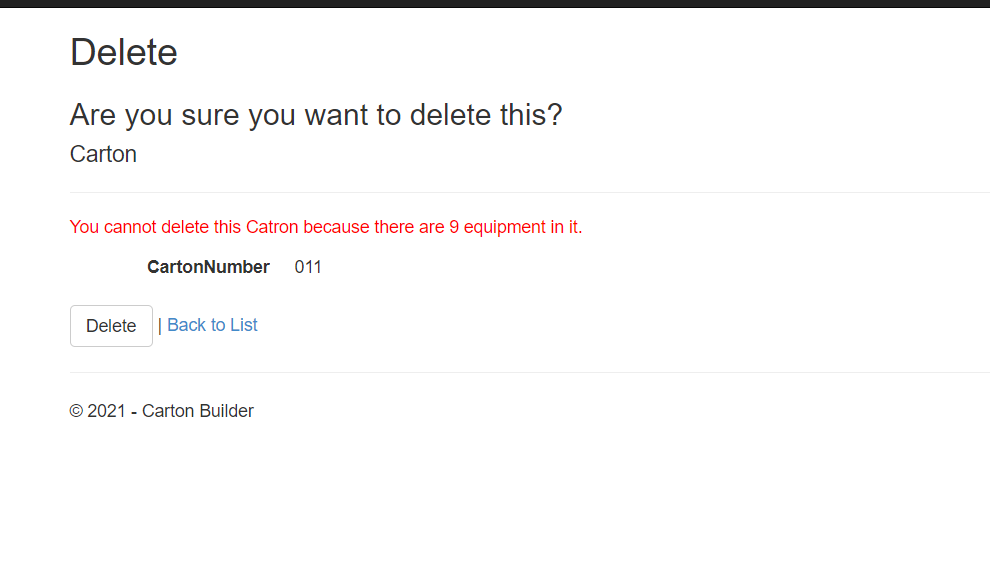 Delete
Are you sure you want to delete this?
Carton
You cannot delete this Catron because there are 9 equipment in it.
CartonNumber 011
Delete | Back to List
© 2021 - Carton Builder